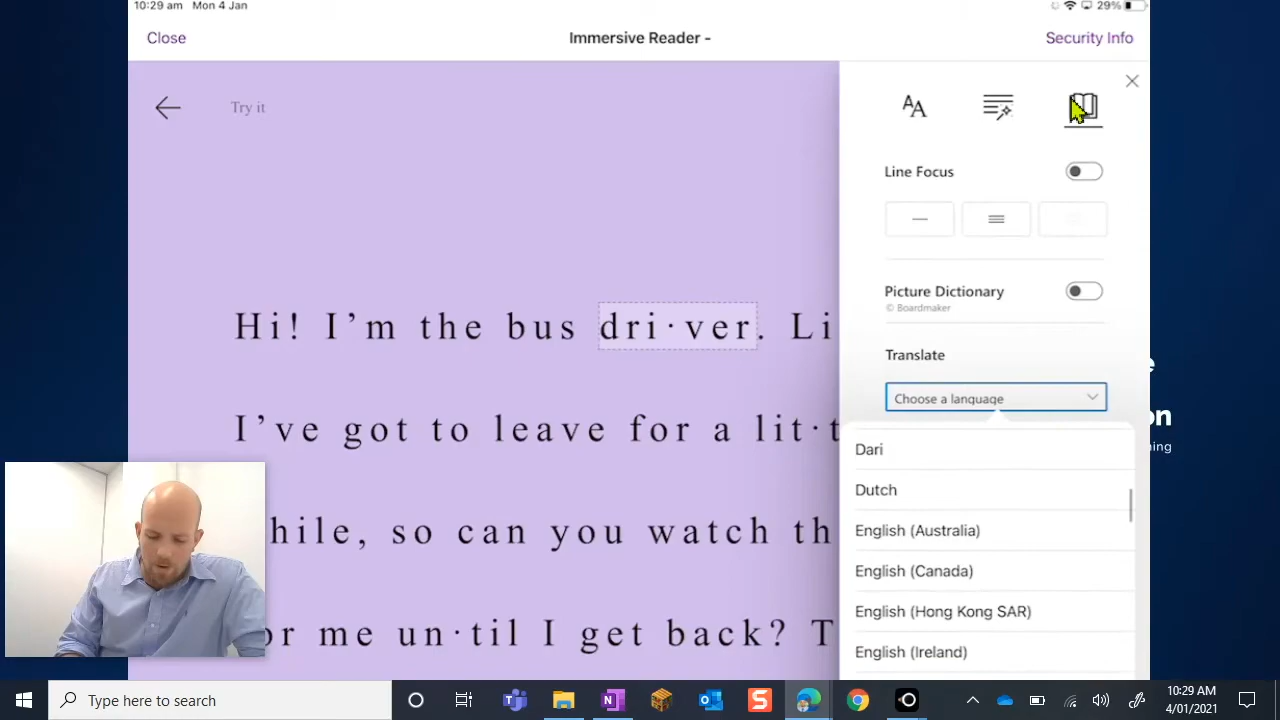 10:29 am Mon 4 Jan
29%
Close
Immersive Reader -
Security Info
Try it
Line Focus
Picture Dictionary
© Boardmaker
Translate
Choose a language
Dari
Dutch
English (Australia)
English (Canada)
English (Hong Kong SAR)
English (Ireland)
Hi! I'm the bus dri·ver. Li
I've got to leave for a lit·t
hile, so can you watch th
or me un·til I get back? T
e
on
ning
Type here to search
10:29 AM
4/01/2021